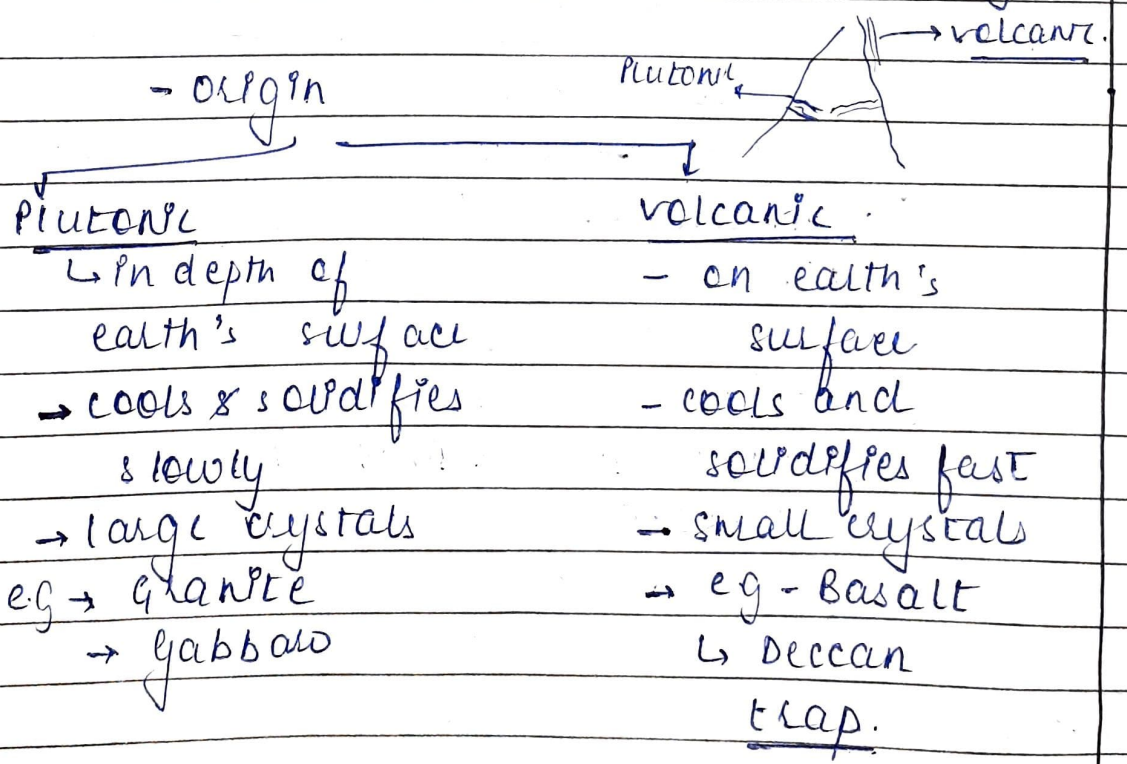 → volcanic.
Plutonic
- Origin
Plutonic
↳ in depth of
earth's surface
→ cools & solidifies
slowly
→ large crystals
e.g → Granite
→ Gabbaro
volcanic.
- on earth's
surface
- cools and
solidifies fast
→ small crystals
→ eg - Basalt
↳ Deccan
trap.